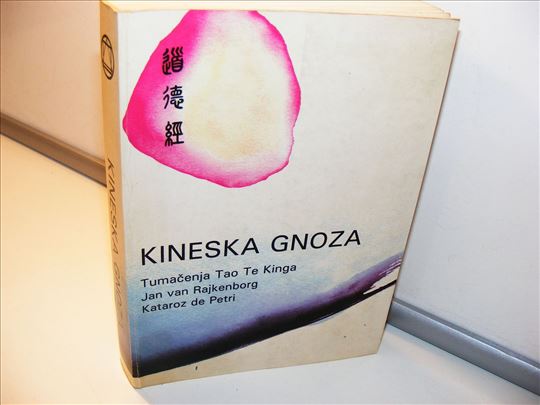 道德經
KINESKA GNOZA
Tumačenja Tao Te Kinga
Jan van Rajkenborg
Kataroz de Petri
KINESKA GNOZA